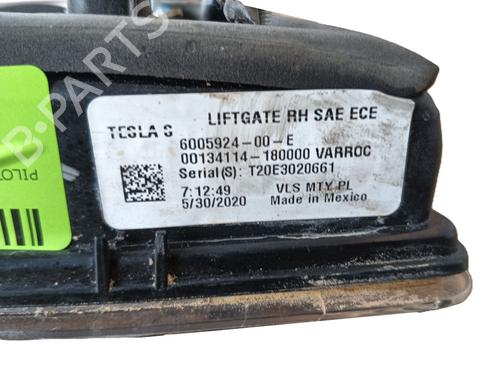 LIFTGATE RH SAE ECE
TESLA S
6005924-00-E
00134114-180000 VARROC
Serial(S): T20E3020661
7:12:49
VLS MTY PL
5/30/2020
Made in Mexico
PILOT
B-PARTS